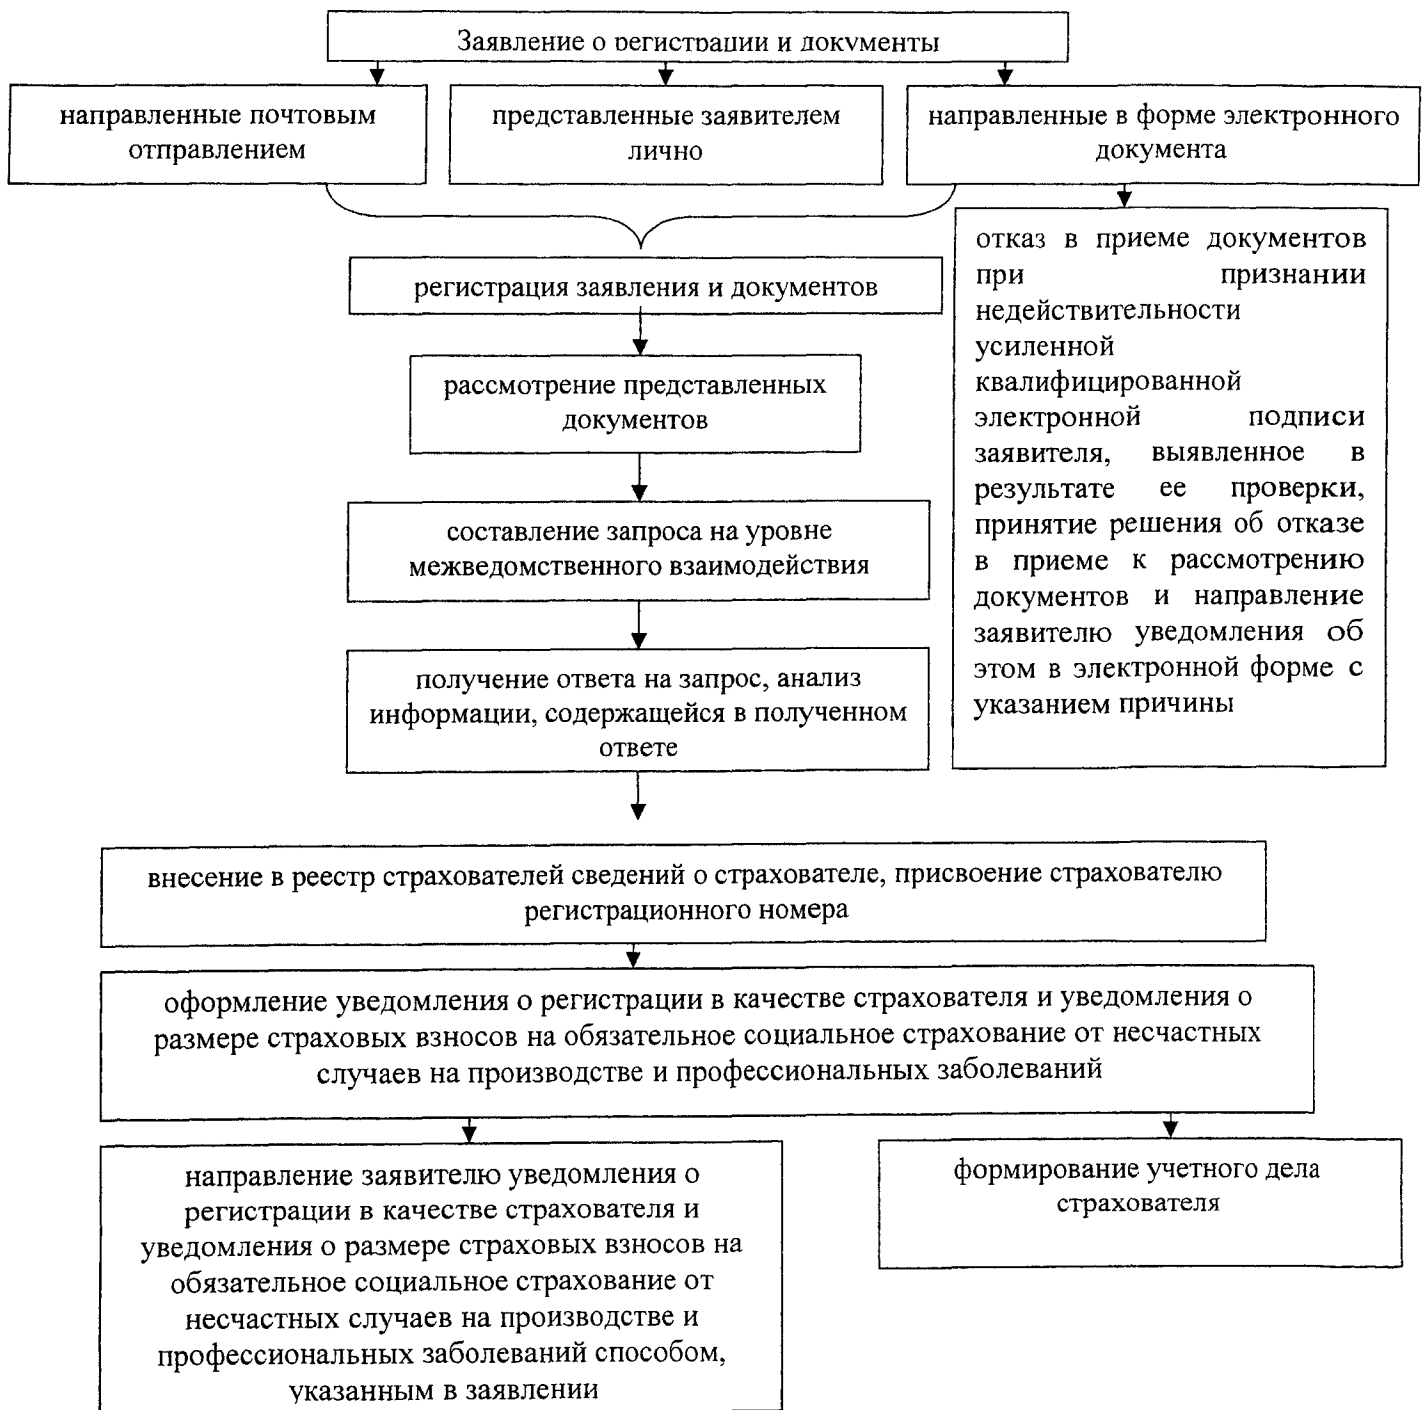 Заявление о регистрации и документы
направленные почтовым
отправлением
представленные заявителем
лично
направленные в форме электронного
документа
регистрация заявления и документов
рассмотрение представленных
документов
составление запроса на уровне
межведомственного взаимодействия
получение ответа на запрос, анализ
информации, содержащейся в полученном
ответе
отказ в приеме документов
при признании
недействительности
усиленной
квалифицированной
электронной подписи
заявителя, выявленное в
результате ее проверки,
принятие решения об отказе
в приеме к рассмотрению
документов и направление
заявителю уведомления об
этом в электронной форме с
указанием причины
внесение в реестр страхователей сведений о страхователе, присвоение страхователю
регистрационного номера
оформление уведомления о регистрации в качестве страхователя и уведомления о
размере страховых взносов на обязательное социальное страхование от несчастных
случаев на производстве и профессиональных заболеваний
направление заявителю уведомления о
регистрации в качестве страхователя и
уведомления о размере страховых взносов на
обязательное социальное страхование от
несчастных случаев на производстве и
профессиональных заболеваний способом,
указанным в заявлении
формирование учетного дела
страхователя